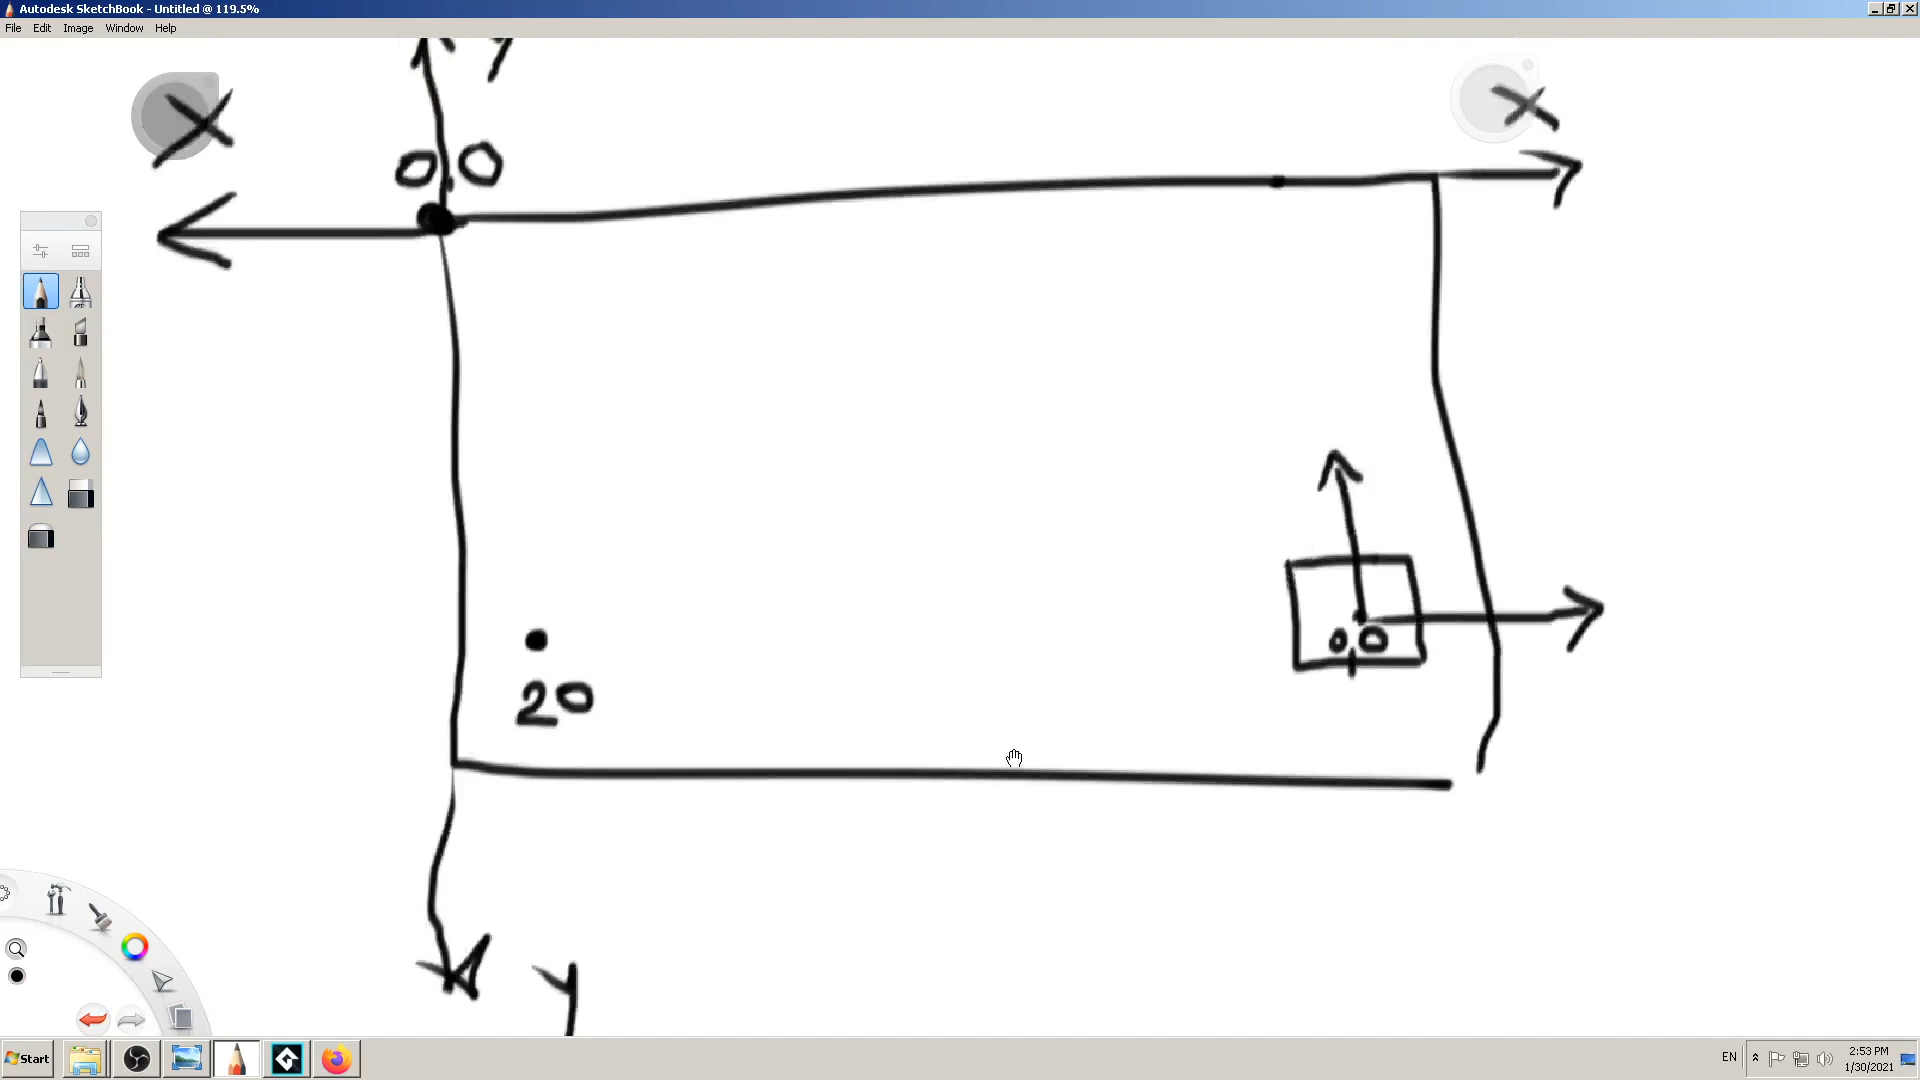 Autodesk SketchBook - Untitled @ 119.5%
File Edit Image Window Help
y
X
X
0,0
0,0
20
y
Start
EN
2:53 PM
1/30/2021